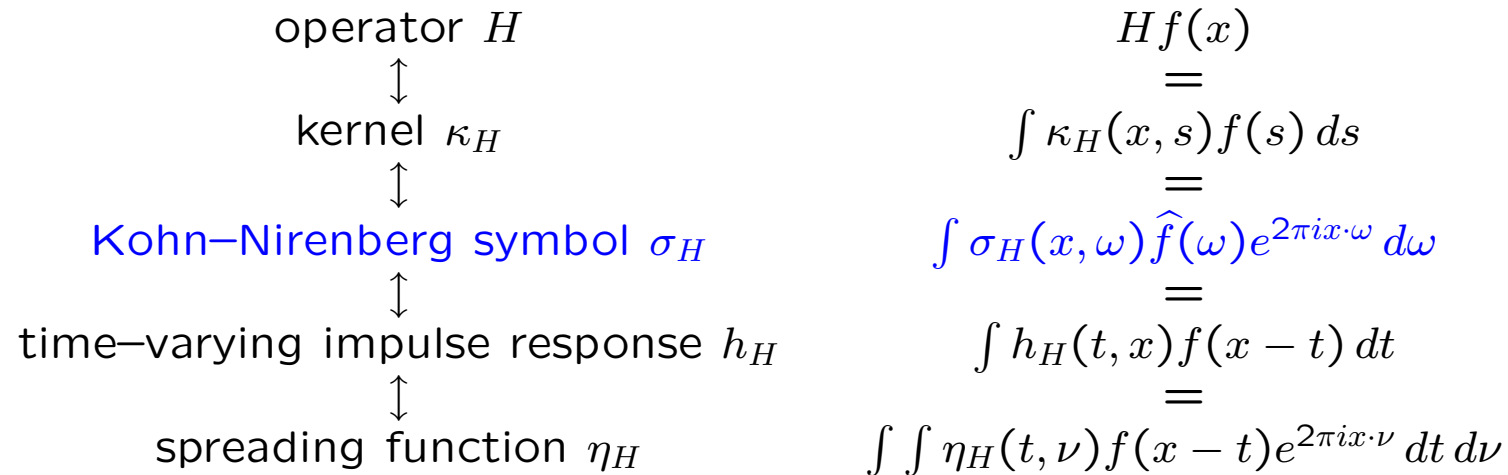 operator H Hf(x)
↕ =
kernel κ_H ∫ κ_H(x, s)f(s) ds
↕ =
Kohn–Nirenberg symbol σ_H ∫ σ_H(x, ω)f̂(ω)e^{2πix·ω} dω
↕ =
time–varying impulse response h_H ∫ h_H(t, x)f(x − t) dt
↕ =
spreading function η_H ∫ ∫ η_H(t, ν)f(x − t)e^{2πix·ν} dt dν